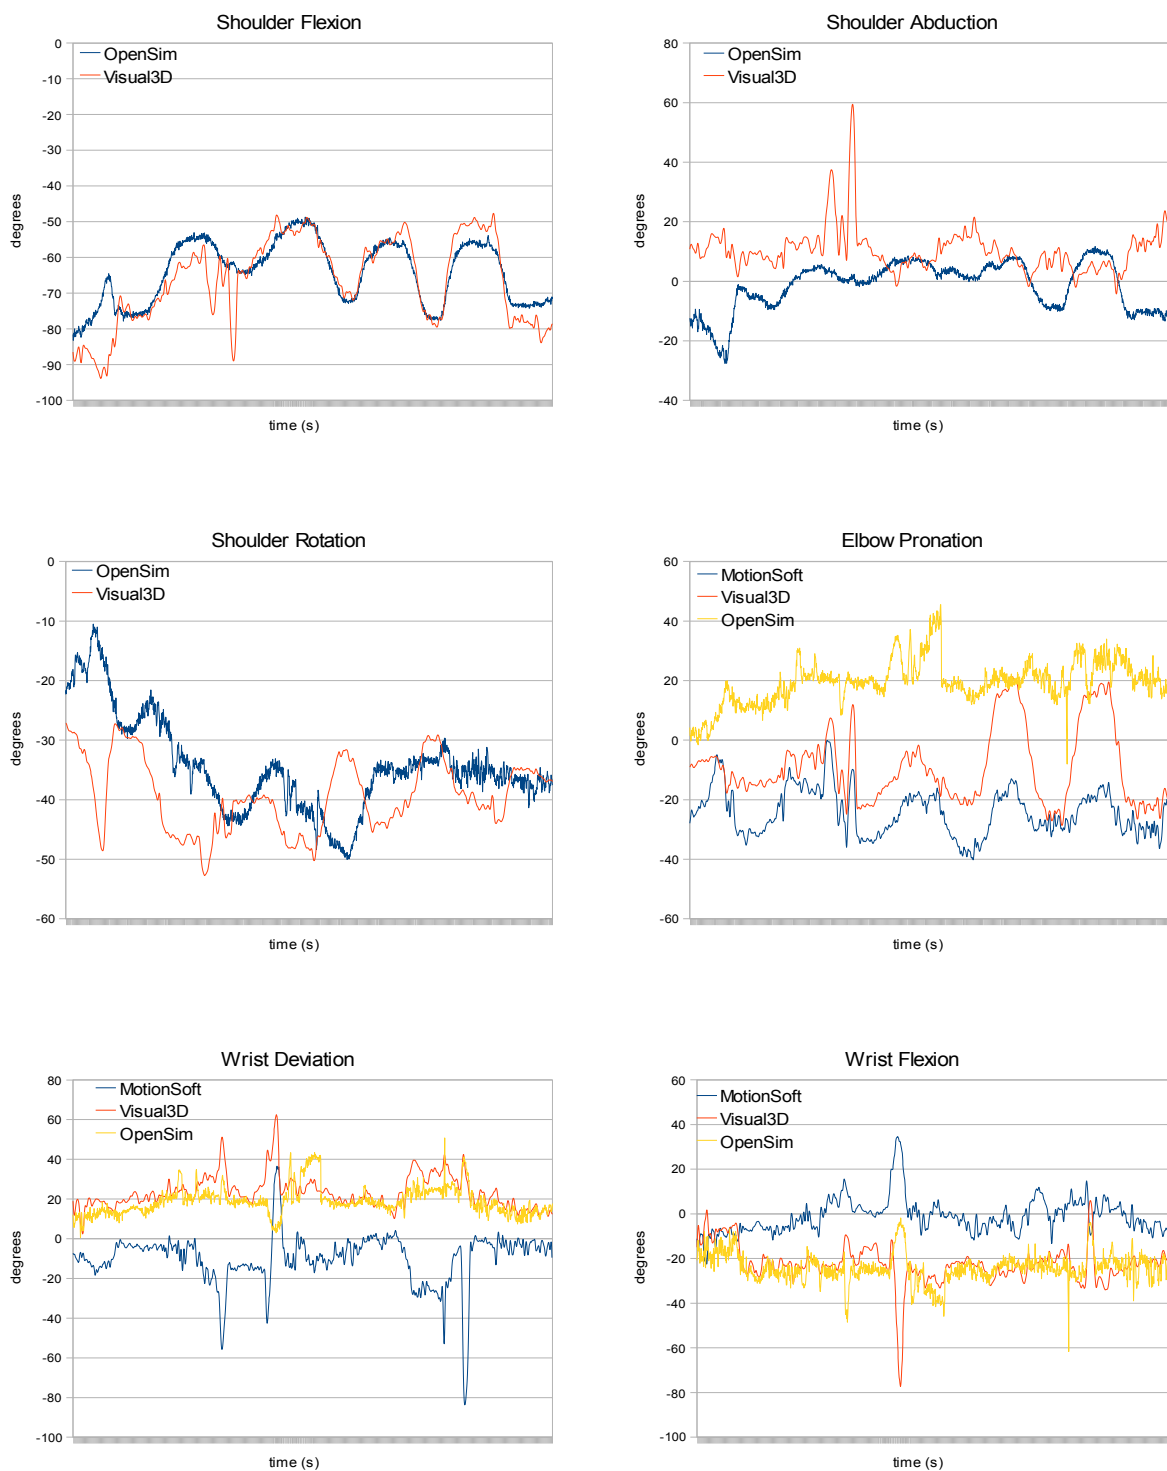 Shoulder Flexion
0
-10
-20
-30
-40
-50
-60
-70
-80
-90
-100
degrees
OpenSim
Visual3D
time (s)
Shoulder Abduction
80
60
40
20
0
-20
-40
degrees
OpenSim
Visual3D
time (s)
Shoulder Rotation
0
-10
-20
-30
-40
-50
-60
degrees
OpenSim
Visual3D
time (s)
Elbow Pronation
60
40
20
0
-20
-40
-60
degrees
MotionSoft
Visual3D
OpenSim
time (s)
Wrist Deviation
80
60
40
20
0
-20
-40
-60
-80
-100
degrees
MotionSoft
Visual3D
OpenSim
time (s)
Wrist Flexion
60
40
20
0
-20
-40
-60
-80
-100
degrees
MotionSoft
Visual3D
OpenSim
time (s)